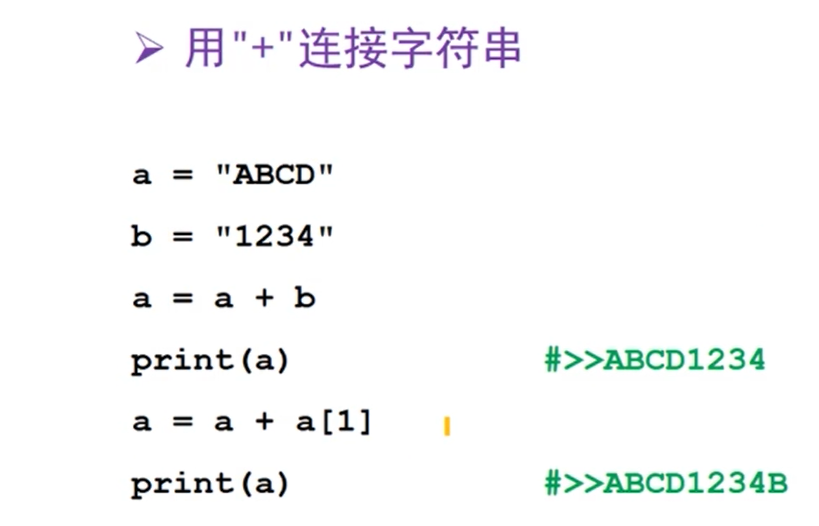 ➢ 用"+"连接字符串
a = "ABCD"
b = "1234"
a = a + b
print(a) #>>ABCD1234
a = a + a[1]
print(a) #>>ABCD1234B